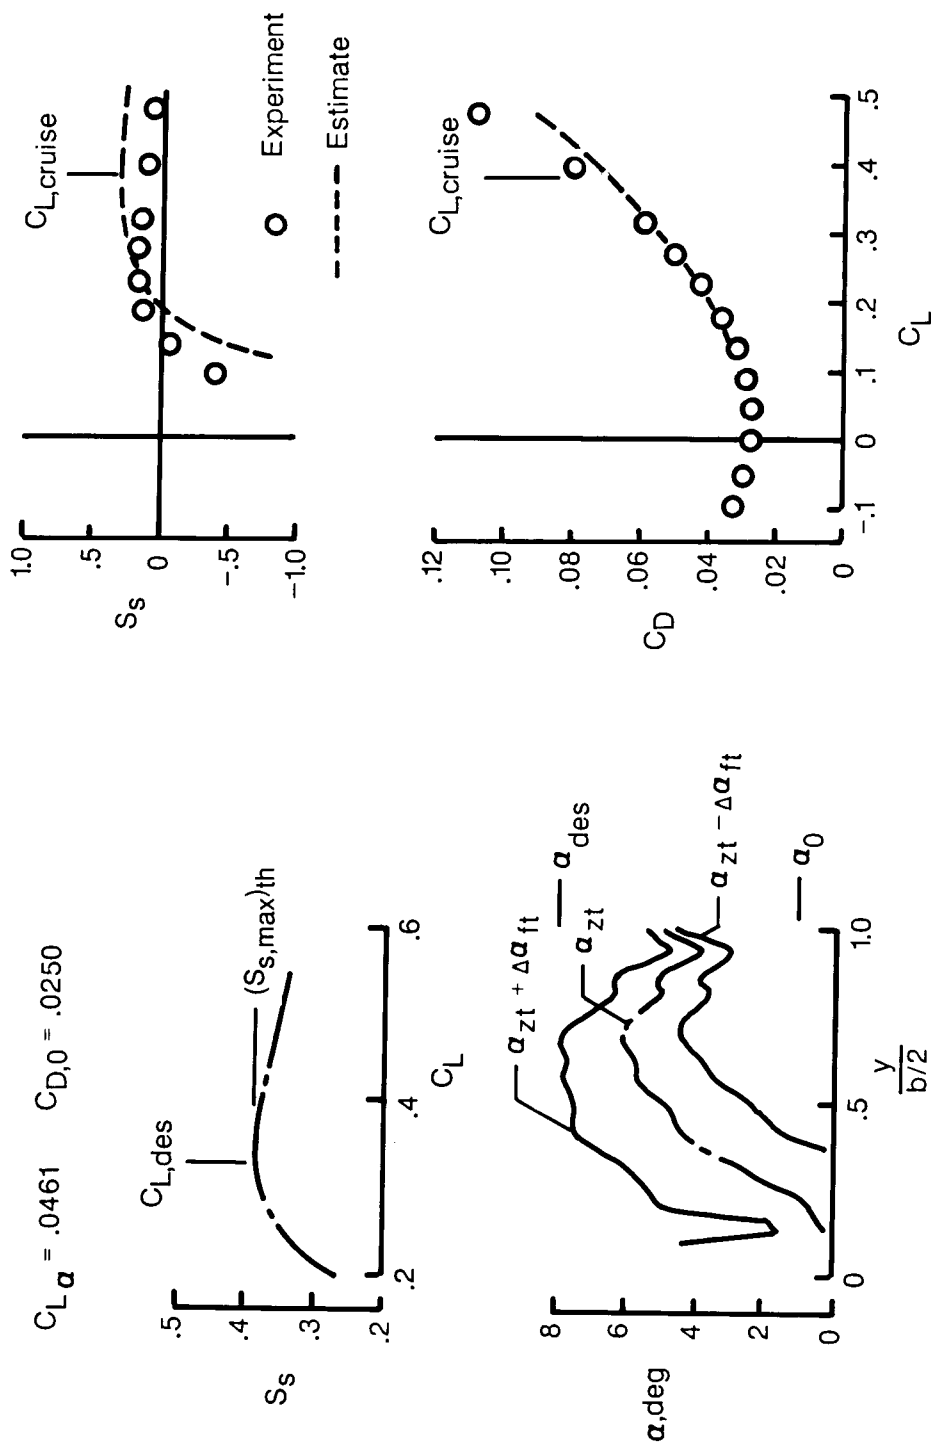 C_Lα = .0461 C_D,0 = .0250
C_L,des
(S_s,max)_th
.5
.4
.3
.2
S_s
.2
.4
.6
C_L
α_zt + Δα_ft
α_des
α_zt
α_zt − Δα_ft
α_0
8
6
4
2
0
α,deg
0
.5
1.0
y
b/2
C_L,cruise
1.0
.5
0
-.5
-1.0
S_s
Experiment
Estimate
C_L,cruise
.12
.10
.08
.06
.04
.02
0
C_D
-.1
0
.1
.2
.3
.4
.5
C_L